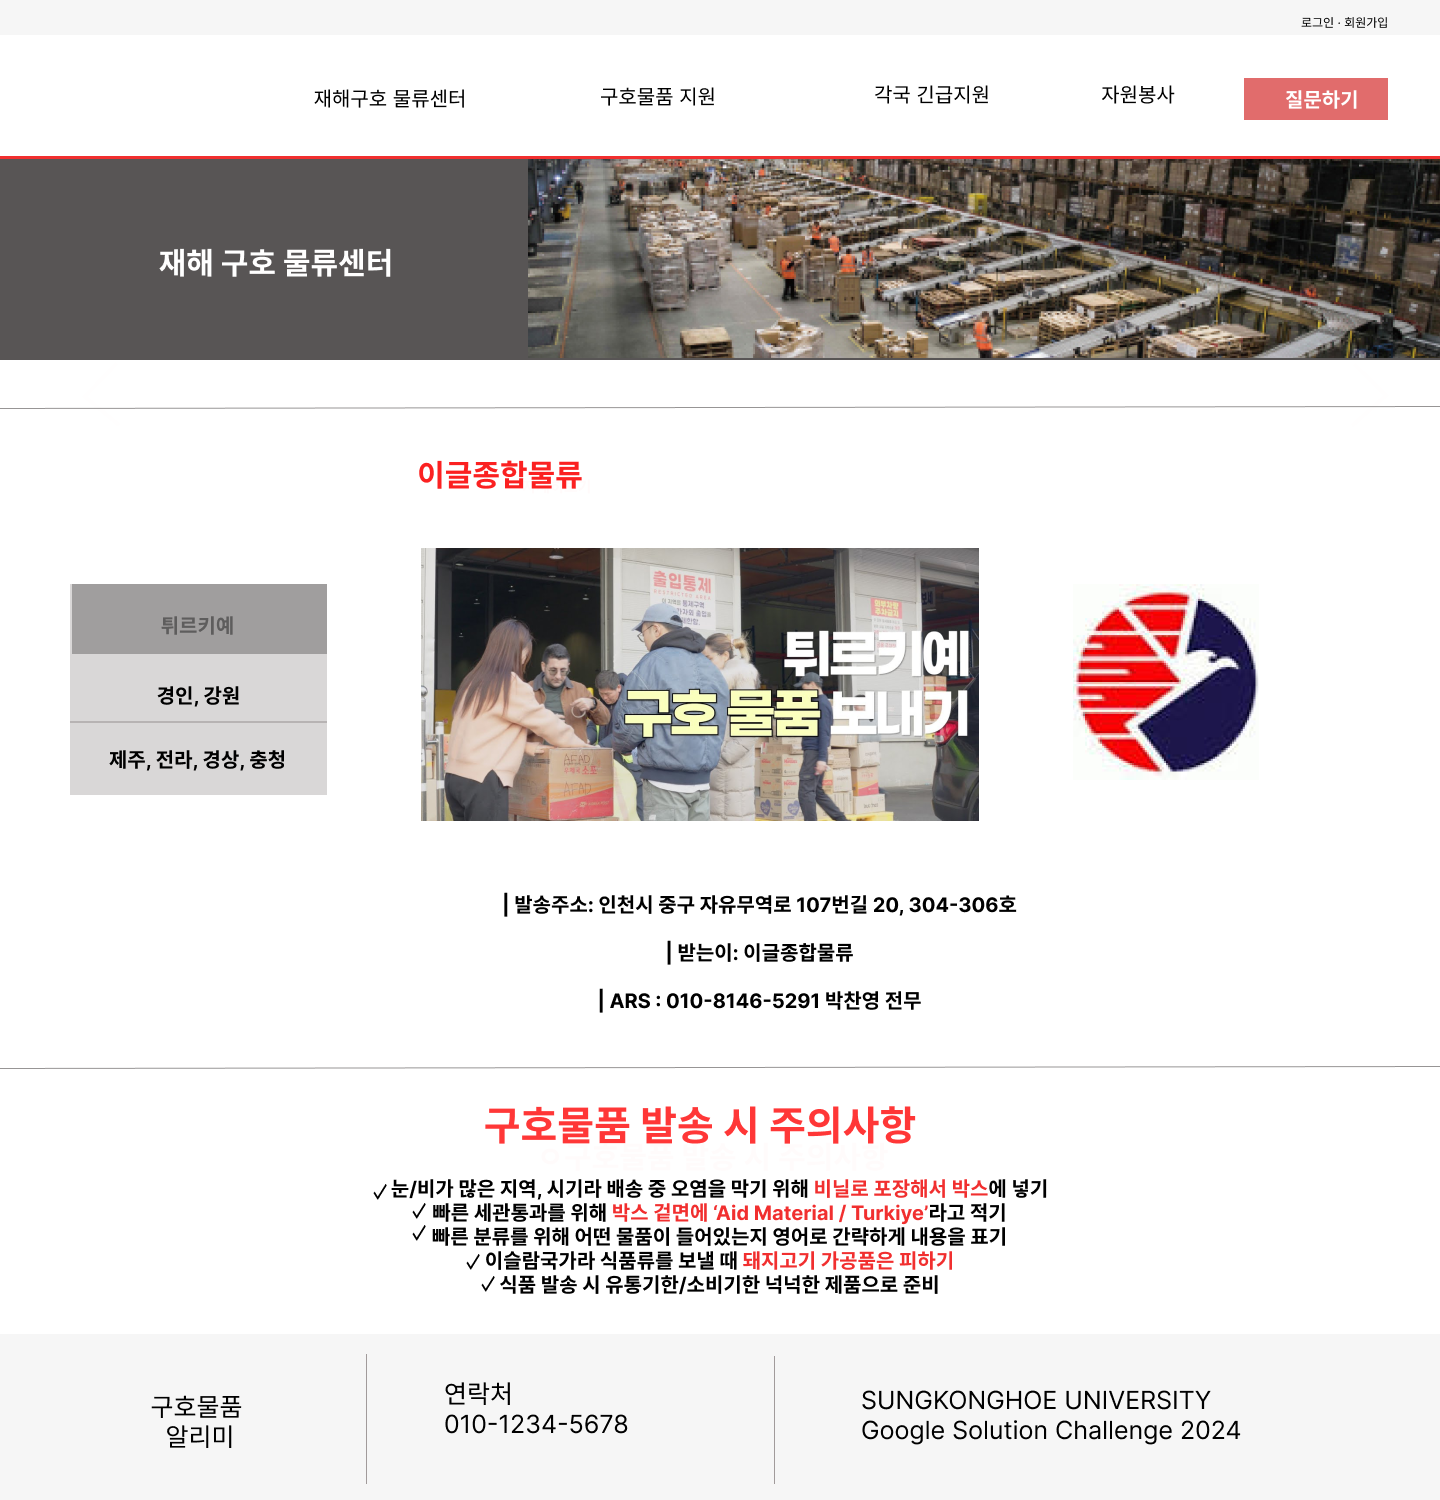 로그인 · 회원가입
재해구호 물류센터
구호물품 지원
각국 긴급지원
자원봉사
질문하기
재해 구호 물류센터
이글종합물류
튀르키예
경인, 강원
제주, 전라, 경상, 충청
출입통제
RESTRICTED AREA
튀르키예
구호 물품 보내기
AFAD
AFAD
| 발송주소: 인천시 중구 자유무역로 107번길 20, 304-306호
| 받는이: 이글종합물류
| ARS : 010-8146-5291 박찬영 전무
구호물품 발송 시 주의사항
✓ 눈/비가 많은 지역, 시기라 배송 중 오염을 막기 위해 비닐로 포장해서 박스에 넣기
✓ 빠른 세관통과를 위해 박스 겉면에 ‘Aid Material / Turkiye’라고 적기
✓ 빠른 분류를 위해 어떤 물품이 들어있는지 영어로 간략하게 내용을 표기
✓ 이슬람국가라 식품류를 보낼 때 돼지고기 가공품은 피하기
✓ 식품 발송 시 유통기한/소비기한 넉넉한 제품으로 준비
구호물품
알리미
연락처
010-1234-5678
SUNGKONGHOE UNIVERSITY
Google Solution Challenge 2024